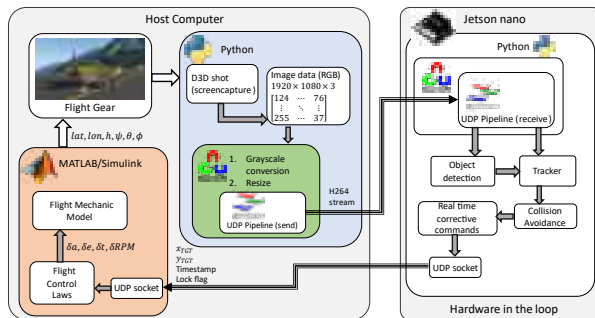 Host Computer
Jetson nano
Python
Python
D3D shot
(screencapture)
Image data (RGB)
1920 × 1080 × 3
[124 ⋯ 76]
[⋮ ⋱ ⋮]
[255 ⋯ 37]
Flight Gear
lat, lon, h, ψ, θ, ϕ
MATLAB/Simulink
Flight Mechanic
Model
δa, δe, δt, δRPM
Flight
Control
Laws
UDP socket
1. Grayscale
conversion
2. Resize
UDP Pipeline (send)
H264
stream
x_TGT
y_TGT
Timestamp
Lock flag
UDP Pipeline (receive)
Object
detection
Tracker
Real time
corrective
commands
Collision
Avoidance
UDP socket
Hardware in the loop